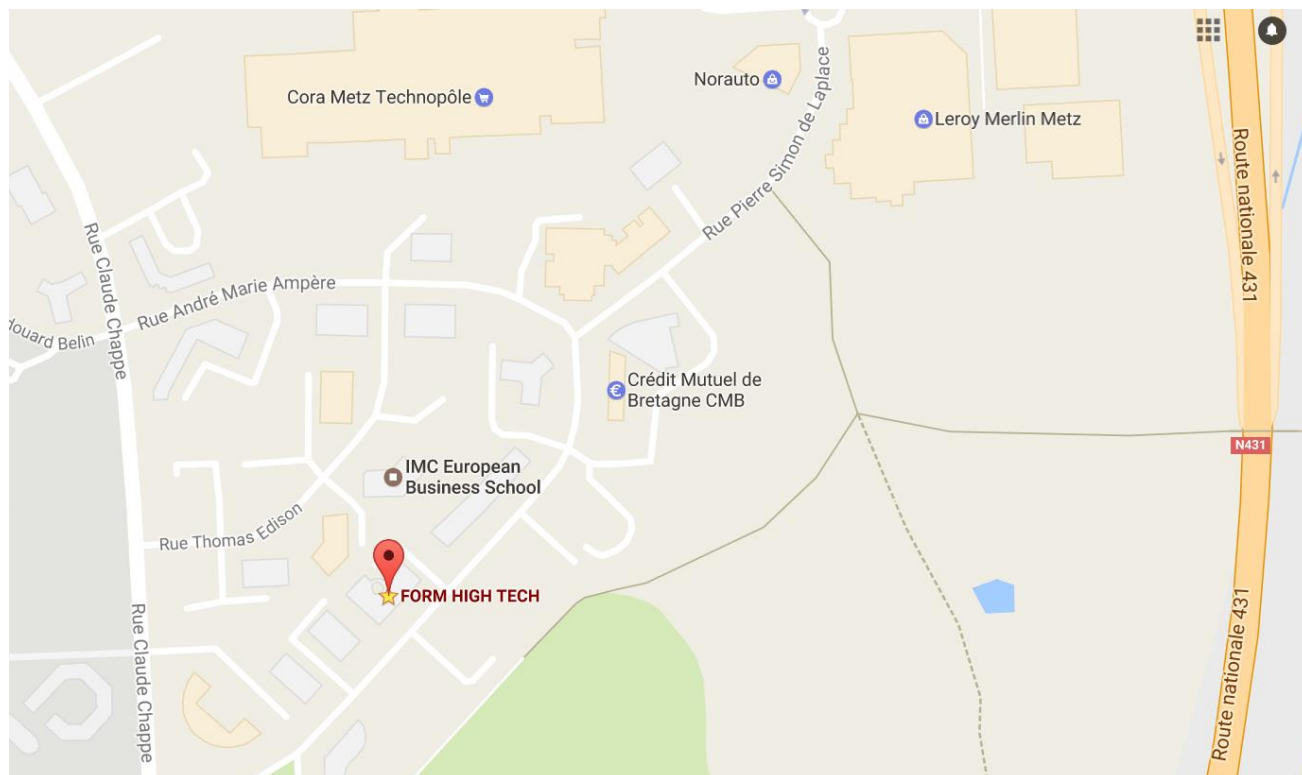 Cora Metz Technopôle
Norauto
Leroy Merlin Metz
Rue Pierre Simon de Laplace
Route nationale 431
Rue Claude Chappe
Rue André Marie Ampère
douard Belin
€
Crédit Mutuel de
Bretagne CMB
N431
IMC European
Business School
Rue Thomas Edison
FORM HIGH TECH
Rue Claude Chappe
Route nationale 431